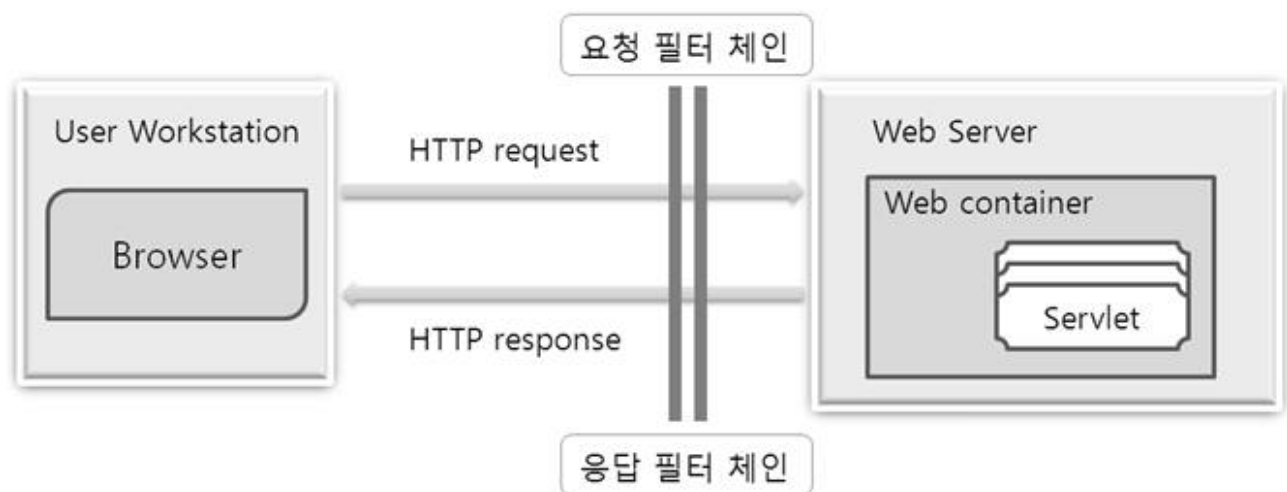 요청 필터 체인
User Workstation
Browser
HTTP request
HTTP response
Web Server
Web container
Servlet
응답 필터 체인